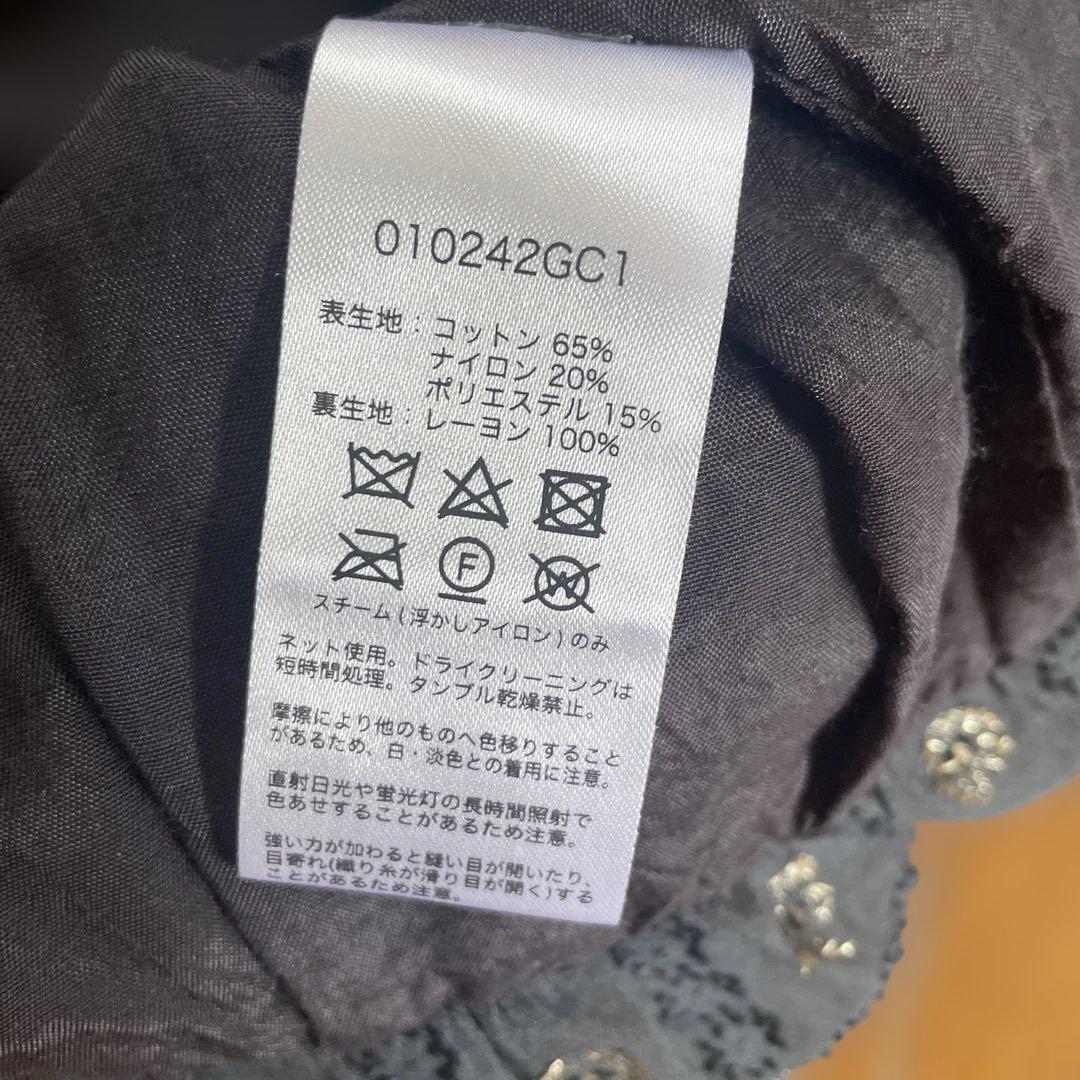 010242GC1
表生地：コットン 65%
ナイロン 20%
ポリエステル 15%
裏生地：レーヨン 100%
F
W
スチーム(浮かしアイロン)のみ
ネット使用。ドライクリーニングは
短時間処理。タンブル乾燥禁止。
摩擦により他のものへ色移りすること
があるため、白・淡色との着用に注意。
直射日光や蛍光灯の長時間照射で
色あせすることがあるため注意。
強い力が加わると縫い目が開いたり、
目寄れ(織り糸が滑り目が開く)する
ことがあるため注意。